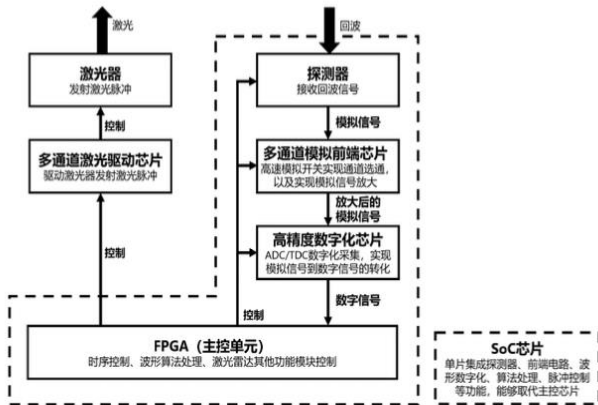 激光
回波
激光器
发射激光脉冲
探测器
接收回波信号
控制
模拟信号
多通道激光驱动芯片
驱动激光器发射激光脉冲
多通道模拟前端芯片
高速模拟开关实现通道选通，
以及实现模拟信号放大
放大后的
模拟信号
高精度数字化芯片
ADC/TDC数字化采集，实现
模拟信号到数字信号的转化
控制
数字信号
控制
FPGA（主控单元）
时序控制、波形算法处理、激光雷达其他功能模块控制
SoC芯片
单片集成探测器、前端电路、波
形数字化、算法处理、脉冲控制
等功能，能够取代主控芯片